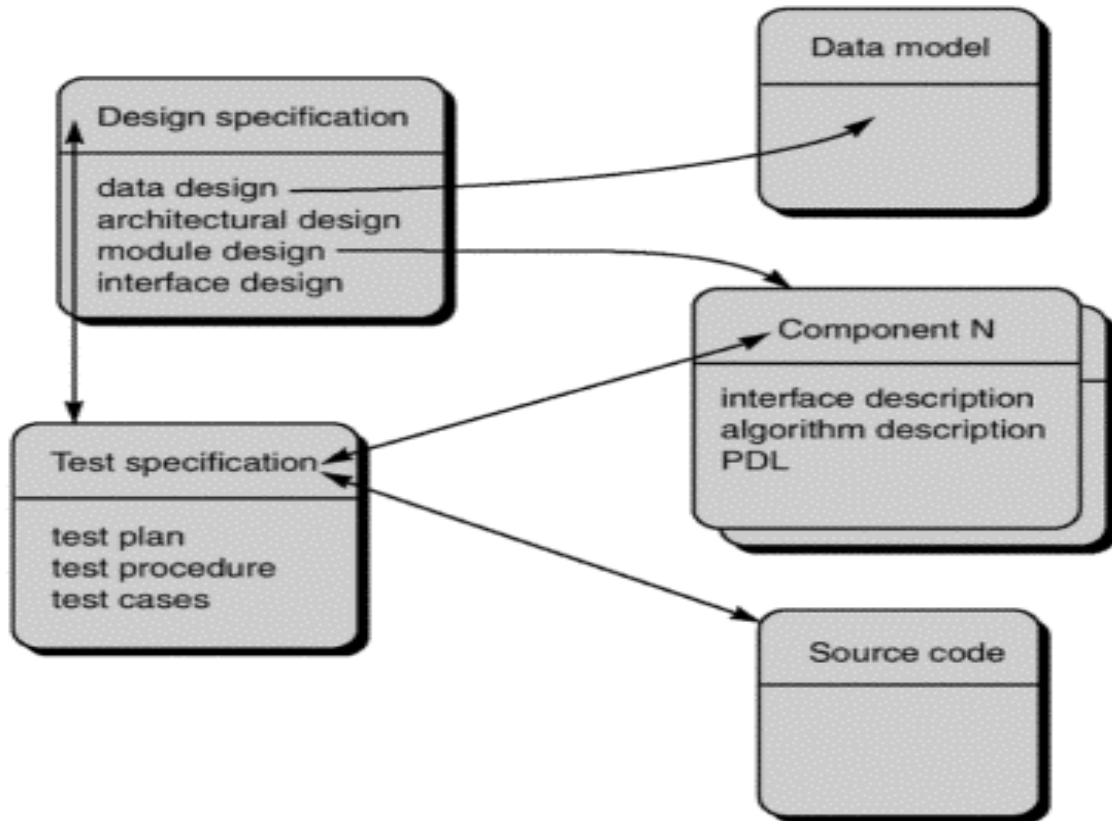 Data model
Design specification
data design
architectural design
module design
interface design
Component N
interface description
algorithm description
PDL
Test specification
test plan
test procedure
test cases
Source code